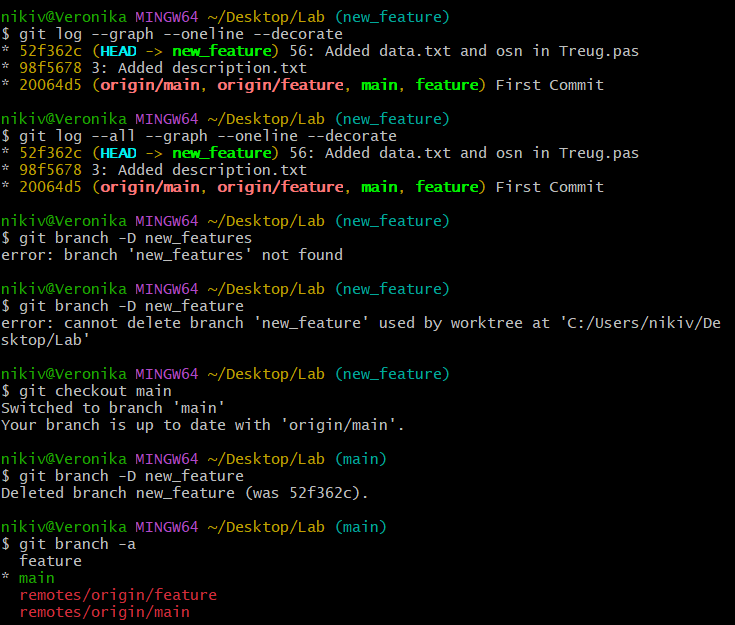 nikiv@Veronika MINGW64 ~/Desktop/Lab (new_feature)
$ git log --graph --oneline --decorate
* 52f362c (HEAD -> new_feature) 56: Added data.txt and osn in Treug.pas
* 98f5678 3: Added description.txt
* 20064d5 (origin/main, origin/feature, main, feature) First Commit
nikiv@Veronika MINGW64 ~/Desktop/Lab (new_feature)
$ git log --all --graph --oneline --decorate
* 52f362c (HEAD -> new_feature) 56: Added data.txt and osn in Treug.pas
* 98f5678 3: Added description.txt
* 20064d5 (origin/main, origin/feature, main, feature) First Commit
nikiv@Veronika MINGW64 ~/Desktop/Lab (new_feature)
$ git branch -D new_features
error: branch 'new_features' not found
nikiv@Veronika MINGW64 ~/Desktop/Lab (new_feature)
$ git branch -D new_feature
error: cannot delete branch 'new_feature' used by worktree at 'C:/Users/nikiv/De
sktop/Lab'
nikiv@Veronika MINGW64 ~/Desktop/Lab (new_feature)
$ git checkout main
Switched to branch 'main'
Your branch is up to date with 'origin/main'.
nikiv@Veronika MINGW64 ~/Desktop/Lab (main)
$ git branch -D new_feature
Deleted branch new_feature (was 52f362c).
nikiv@Veronika MINGW64 ~/Desktop/Lab (main)
$ git branch -a
feature
* main
remotes/origin/feature
remotes/origin/main